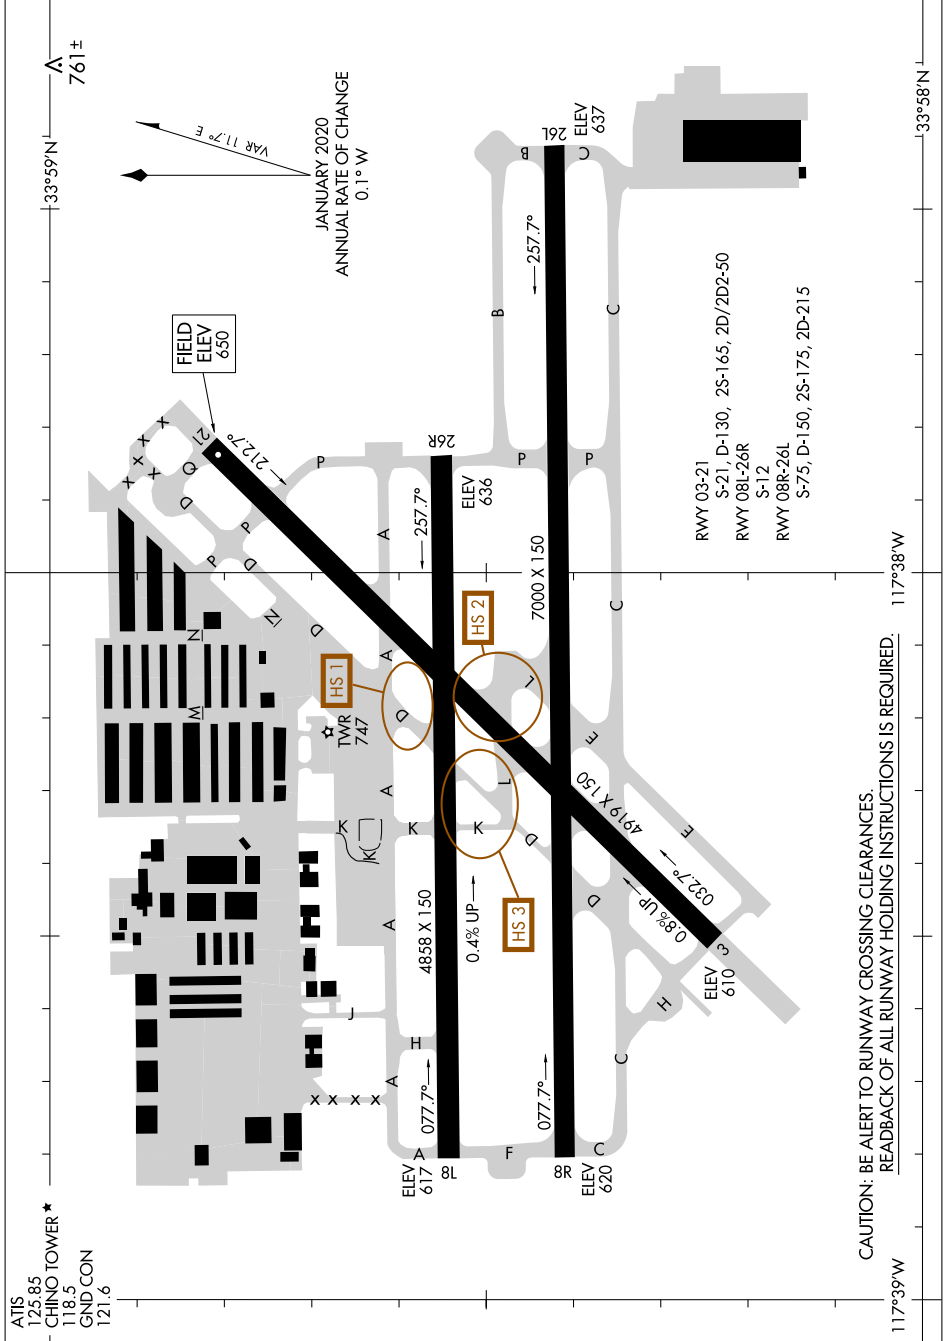 ATIS
125.85
CHINO TOWER ★
118.5
GND CON
121.6
33°59'N
761±
VAR 11.7° E
JANUARY 2020
ANNUAL RATE OF CHANGE
0.1° W
33°58'N
117°38'W
117°39'W
FIELD
ELEV
650
21
212.7°
Q
D
P
P
D
P
N
N
M
D
A
A
A
A
A
A
HS 1
D
TWR
747
K
K
K
K
J
H
X X X X
X X X X X
26R
ELEV
636
257.7°
4858 X 150
0.4% UP
077.7°
8L
ELEV
617
HS 2
L
L
HS 3
D
D
E
E
F
B
B
P
P
C
C
C
C
C
26L
ELEV
637
257.7°
7000 X 150
077.7°
8R
ELEV
620
4919 X 150
032.7°
0.8% UP
3
ELEV
610
H
RWY 03-21
S-21, D-130, 2S-165, 2D/2D2-50
RWY 08L-26R
S-12
RWY 08R-26L
S-75, D-150, 2S-175, 2D-215
CAUTION: BE ALERT TO RUNWAY CROSSING CLEARANCES.
READBACK OF ALL RUNWAY HOLDING INSTRUCTIONS IS REQUIRED.